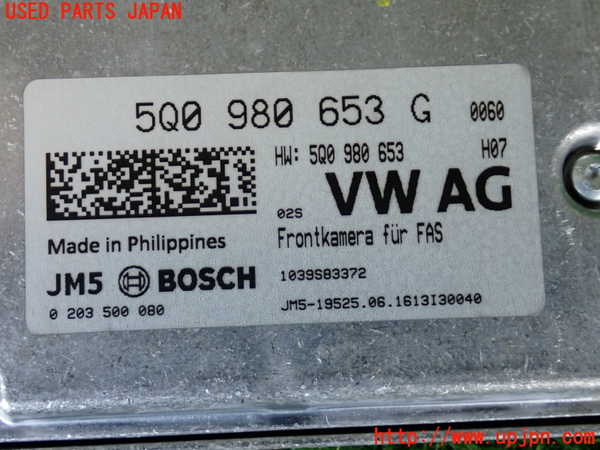 USED PARTS JAPAN
5Q0 980 653 G 0060
HW: 5Q0 980 653 H07
02S VW AG
Made in Philippines
Frontkamera für FAS
JM5 BOSCH
1039S83372
0 203 500 080
JM5-19525.06.1613I30040
http://www.upjpn.com/